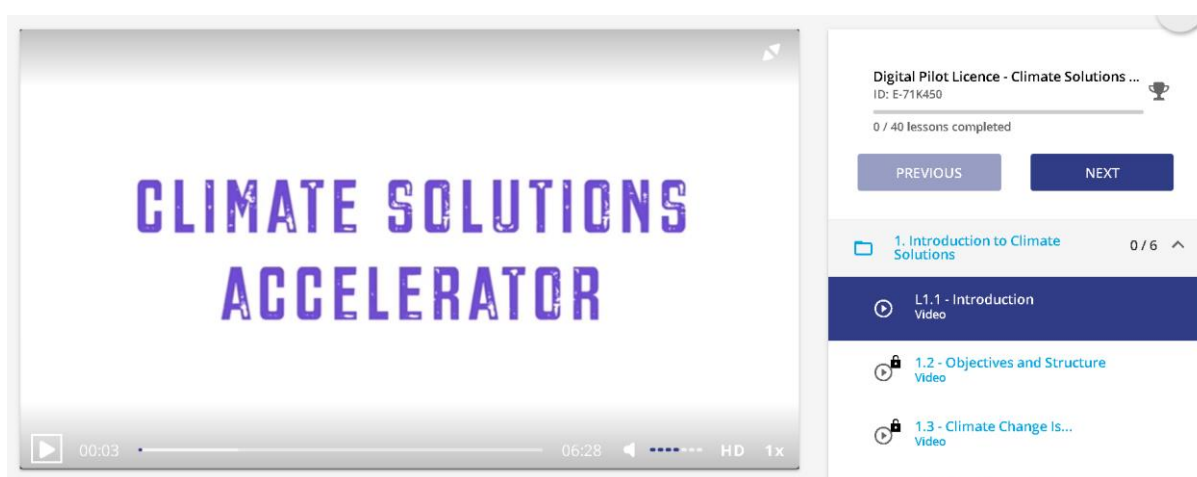 CLIMATE SOLUTIONS
ACCELERATOR
00:03
06:28
HD
1x
Digital Pilot Licence - Climate Solutions ...
ID: E-71K450
0 / 40 lessons completed
PREVIOUS
NEXT
1. Introduction to Climate
Solutions
0 / 6
L1.1 - Introduction
Video
1.2 - Objectives and Structure
Video
1.3 - Climate Change Is...
Video